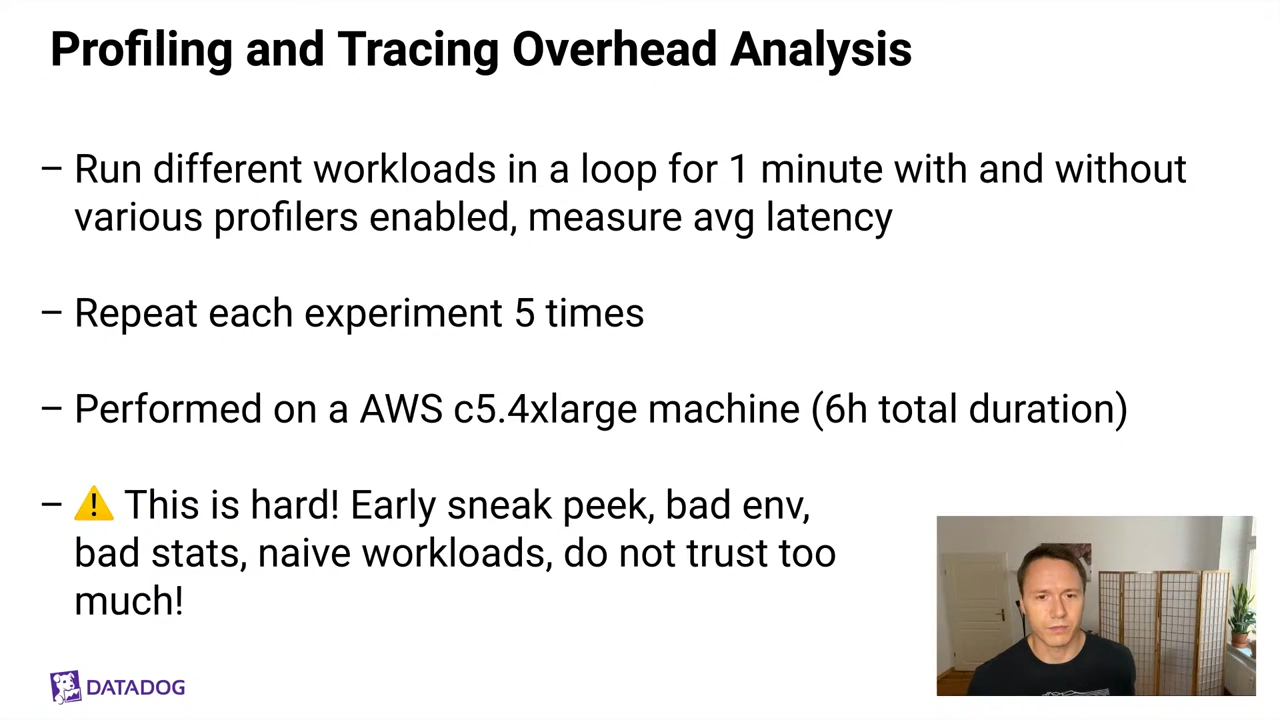 Profiling and Tracing Overhead Analysis
– Run different workloads in a loop for 1 minute with and without
various profilers enabled, measure avg latency
– Repeat each experiment 5 times
– Performed on a AWS c5.4xlarge machine (6h total duration)
– ⚠️ This is hard! Early sneak peek, bad env,
bad stats, naive workloads, do not trust too
much!
DATADOG